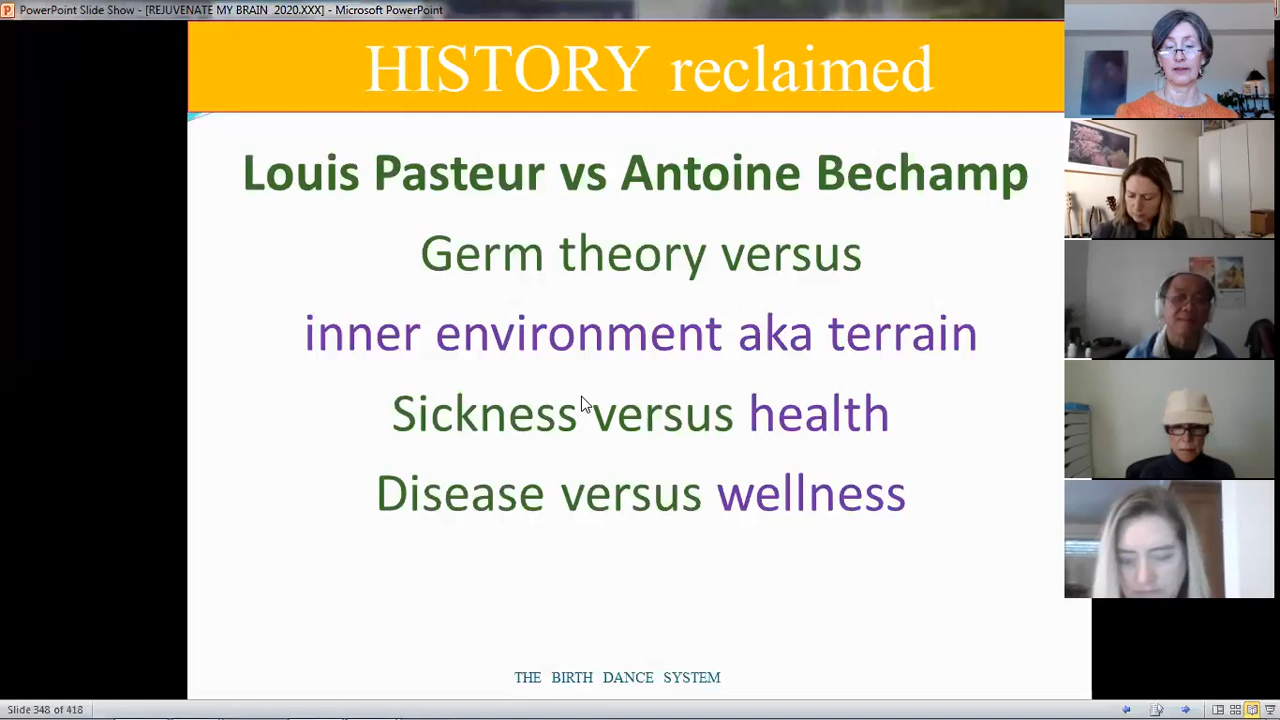 PowerPoint Slide Show - [REJUVENATE MY BRAIN 2020.XXX] - Microsoft PowerPoint
HISTORY reclaimed
Louis Pasteur vs Antoine Bechamp
Germ theory versus
inner environment aka terrain
Sickness versus health
Disease versus wellness
THE BIRTH DANCE SYSTEM
Slide 348 of 418